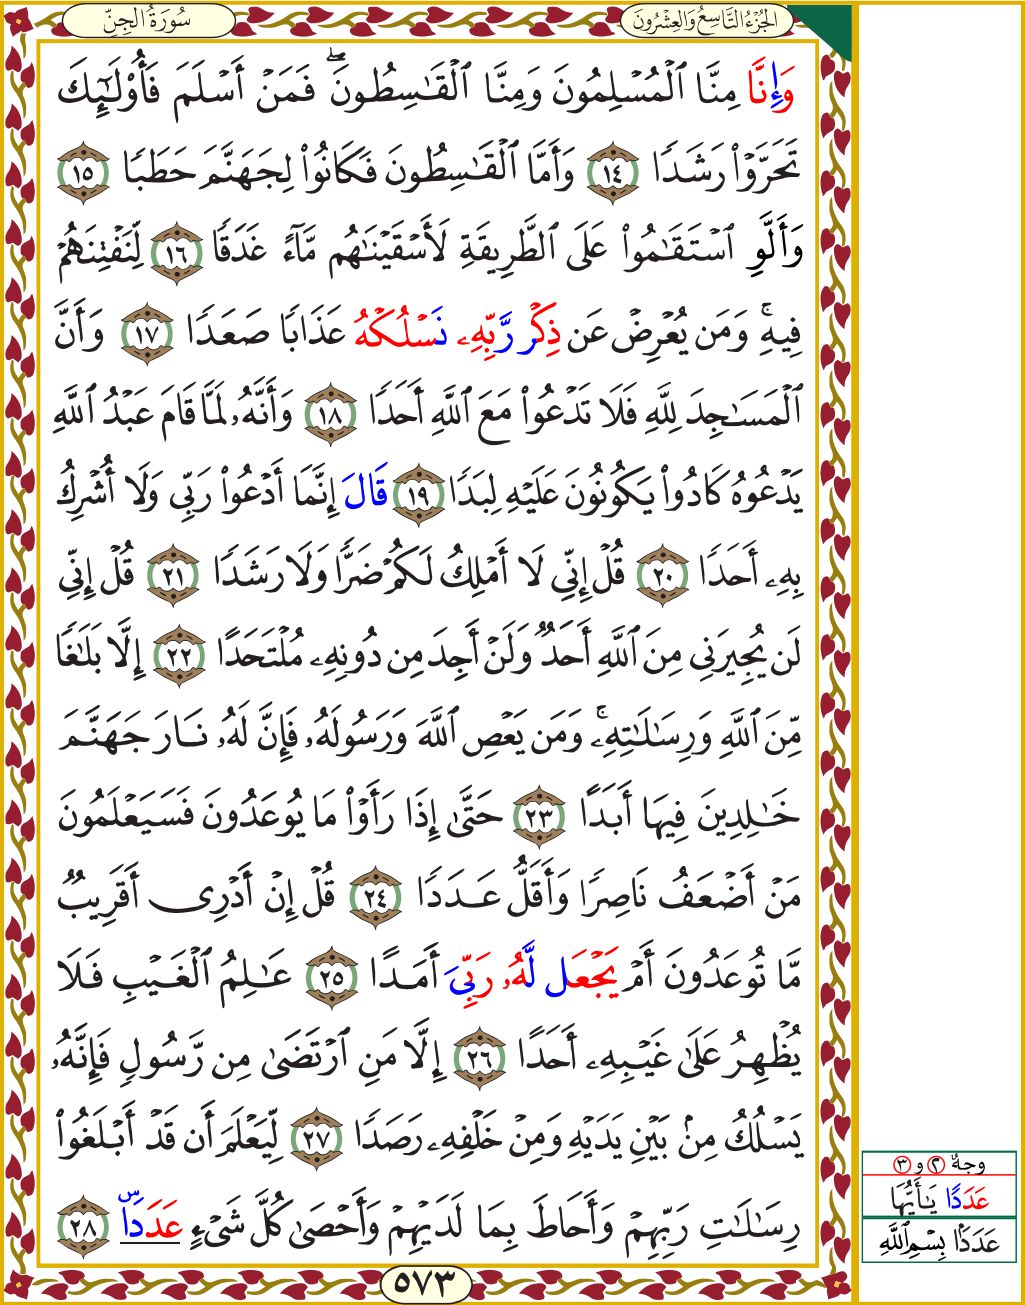 الجُزْءُ التَّاسِعُ وَالعِشْرُونَ
سُورَةُ الجِنِّ
وَإِنَّا مِنَّا ٱلْمُسْلِمُونَ وَمِنَّا ٱلْقَٰسِطُونَۖ فَمَنْ أَسْلَمَ فَأُوْلَٰٓئِكَ
تَحَرَّوْاْ رَشَدٗا ١٤ وَأَمَّا ٱلْقَٰسِطُونَ فَكَانُواْ لِجَهَنَّمَ حَطَبٗا ١٥
وَأَلَّوِ ٱسْتَقَٰمُواْ عَلَى ٱلطَّرِيقَةِ لَأَسْقَيْنَٰهُم مَّآءً غَدَقٗا ١٦ لِّنَفْتِنَهُمْ
فِيهِۚ وَمَن يُعْرِضْ عَن ذِكْر رَّبِّهِۦ نَسْلُكْهُ عَذَابٗا صَعَدٗا ١٧ وَأَنَّ
ٱلْمَسَٰجِدَ لِلَّهِ فَلَا تَدْعُواْ مَعَ ٱللَّهِ أَحَدٗا ١٨ وَأَنَّهُۥ لَمَّا قَامَ عَبْدُ ٱللَّهِ
يَدْعُوهُ كَادُواْ يَكُونُونَ عَلَيْهِ لِبَدٗا ١٩ قَالَ إِنَّمَآ أَدْعُواْ رَبِّي وَلَآ أُشْرِكُ
بِهِۦ أَحَدٗا ٢٠ قُلْ إِنِّي لَآ أَمْلِكُ لَكُمْ ضَرّٗا وَلَا رَشَدٗا ٢١ قُلْ إِنِّي
لَن يُجِيرَنِي مِنَ ٱللَّهِ أَحَدٞ وَلَنْ أَجِدَ مِن دُونِهِۦ مُلْتَحَدًا ٢٢ إِلَّا بَلَٰغٗا
مِّنَ ٱللَّهِ وَرِسَٰلَٰتِهِۦۚ وَمَن يَعْصِ ٱللَّهَ وَرَسُولَهُۥ فَإِنَّ لَهُۥ نَارَ جَهَنَّمَ
خَٰلِدِينَ فِيهَآ أَبَدًا ٢٣ حَتَّىٰٓ إِذَا رَأَوْاْ مَا يُوعَدُونَ فَسَيَعْلَمُونَ
مَنْ أَضْعَفُ نَاصِرٗا وَأَقَلُّ عَدَدٗا ٢٤ قُلْ إِنْ أَدْرِىٓ أَقَرِيبٞ
مَّا تُوعَدُونَ أَمْ يَجْعَل لَّهُۥ رَبِّيَ أَمَدًا ٢٥ عَٰلِمُ ٱلْغَيْبِ فَلَا
يُظْهِرُ عَلَىٰ غَيْبِهِۦٓ أَحَدًا ٢٦ إِلَّا مَنِ ٱرْتَضَىٰ مِن رَّسُولٖ فَإِنَّهُۥ
يَسْلُكُ مِنۢ بَيْنِ يَدَيْهِ وَمِنْ خَلْفِهِۦ رَصَدٗا ٢٧ لِّيَعْلَمَ أَن قَدْ أَبْلَغُواْ
رِسَٰلَٰتِ رَبِّهِمْ وَأَحَاطَ بِمَا لَدَيْهِمْ وَأَحْصَىٰ كُلَّ شَىْءٍ عَدَدَۢاس ٢٨
وجهٌ ٢ و ٣
عَدَدًا يَٰٓأَيُّهَا
عَدَدَۢا بِسْمِ ٱللَّهِ
٥٧٣